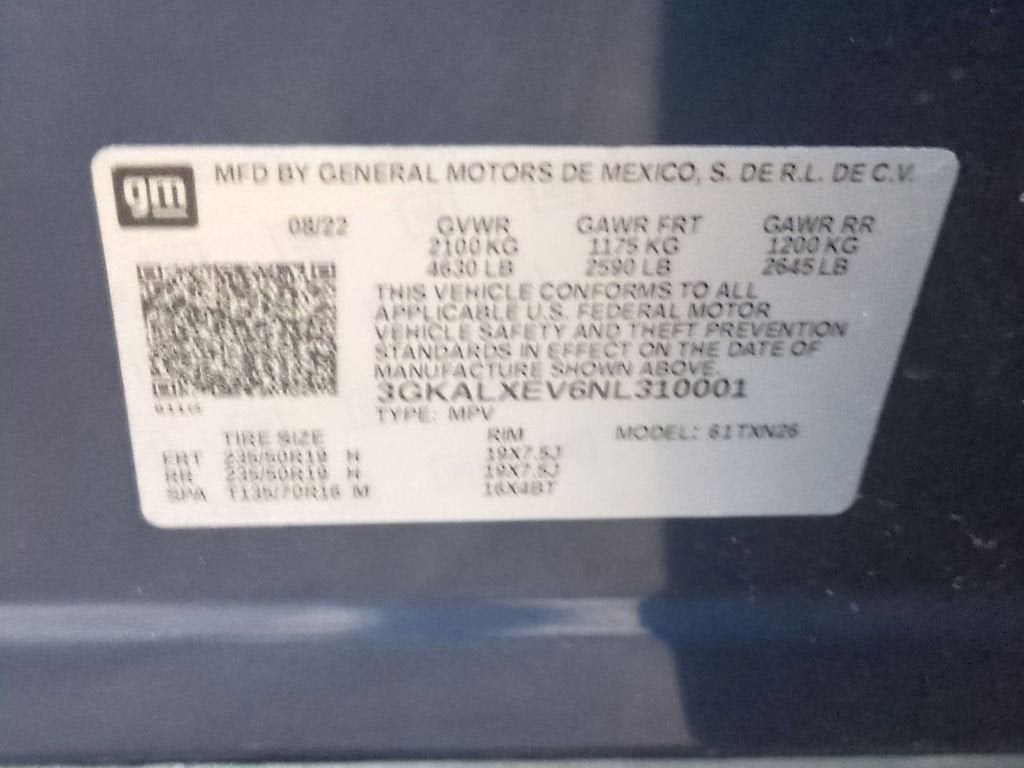 gm
MFD BY GENERAL MOTORS DE MEXICO, S. DE R.L. DE C.V.
08/22 GVWR GAWR FRT GAWR RR
2100 KG 1175 KG 1200 KG
4630 LB 2590 LB 2645 LB
THIS VEHICLE CONFORMS TO ALL
APPLICABLE U.S. FEDERAL MOTOR
VEHICLE SAFETY AND THEFT PREVENTION
STANDARDS IN EFFECT ON THE DATE OF
MANUFACTURE SHOWN ABOVE.
3GKALXEV6NL310001
TYPE: MPV
TIRE SIZE RIM MODEL: 61TXN26
FRT 235/50R19 H 19X7.5J
RR 235/50R19 H 19X7.5J
SPA T135/70R16 M 16X4BT